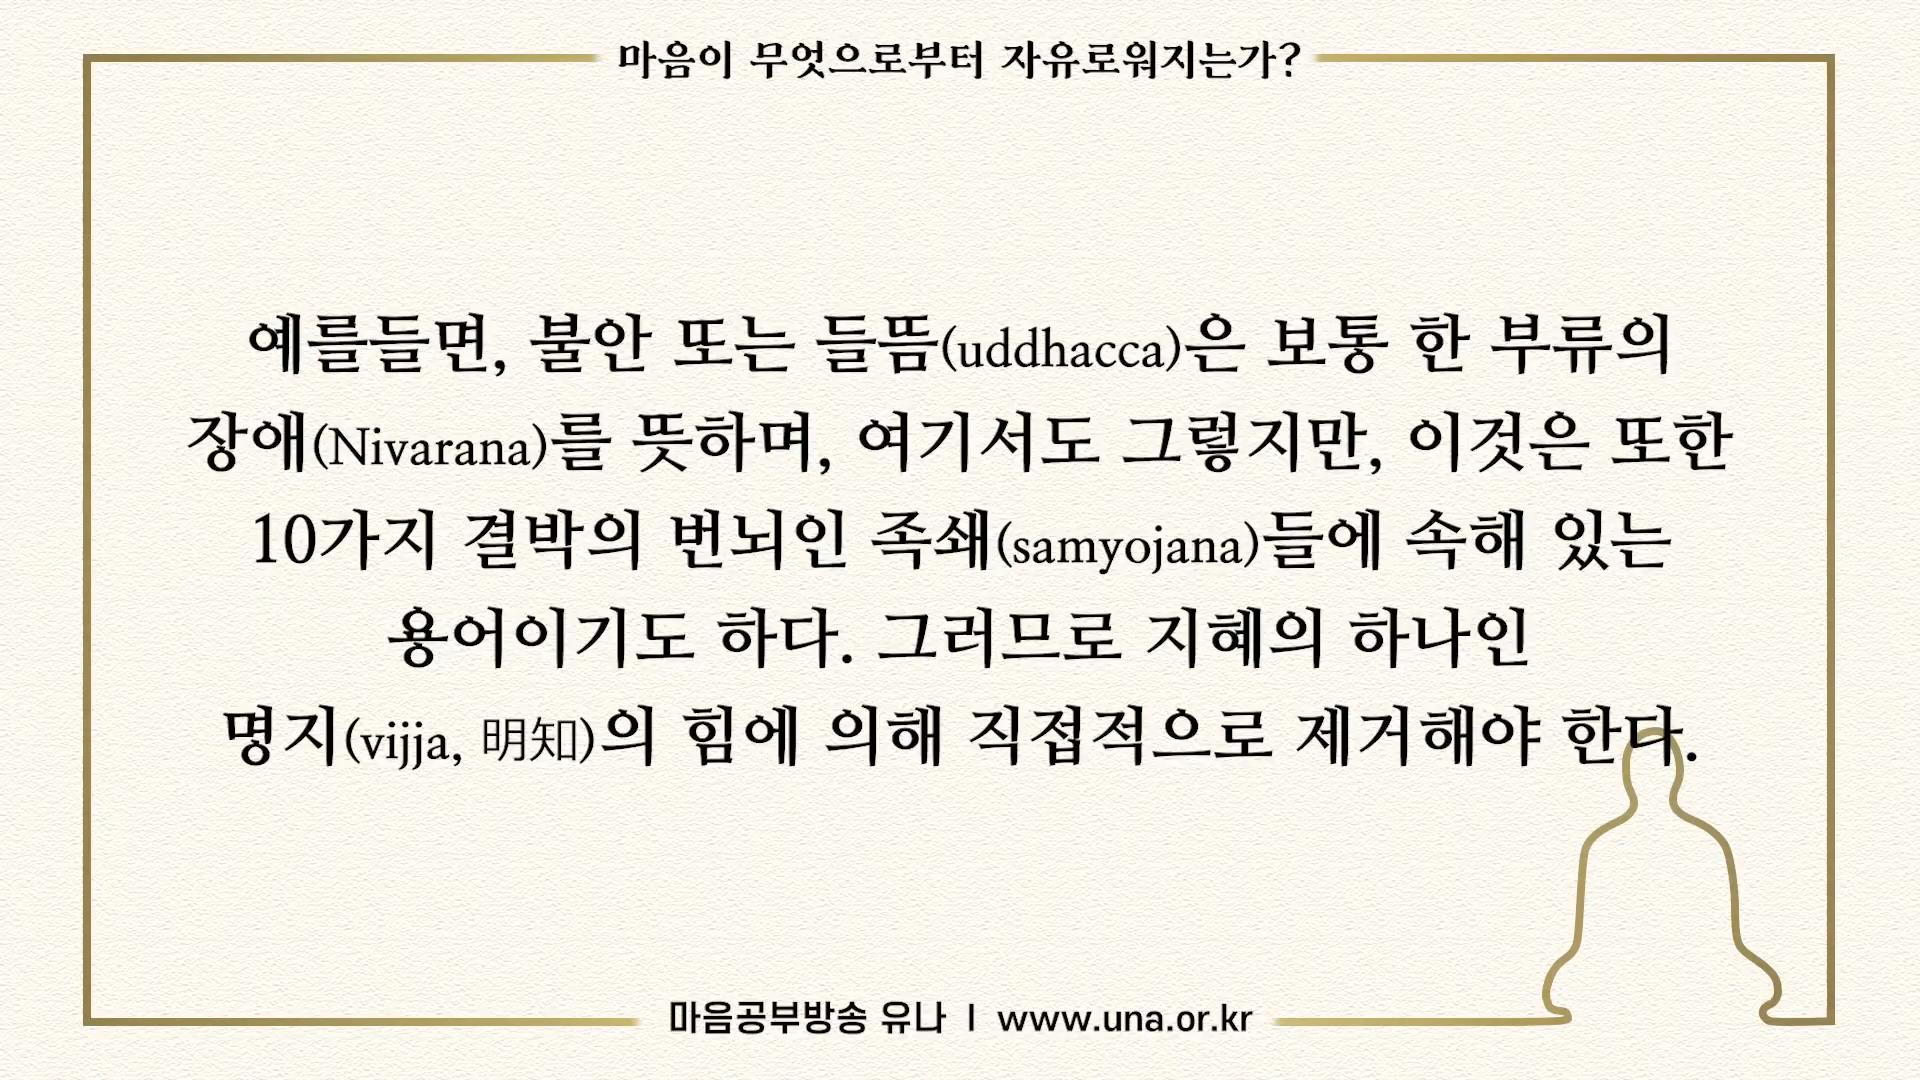 마음이 무엇으로부터 자유로워지는가?
예를들면, 불안 또는 들뜸(uddhacca)은 보통 한 부류의
장애(Nivarana)를 뜻하며, 여기서도 그렇지만, 이것은 또한
10가지 결박의 번뇌인 족쇄(samyojana)들에 속해 있는
용어이기도 하다. 그러므로 지혜의 하나인
명지(vijja, 明知)의 힘에 의해 직접적으로 제거해야 한다.
마음공부방송 유나 | www.una.or.kr